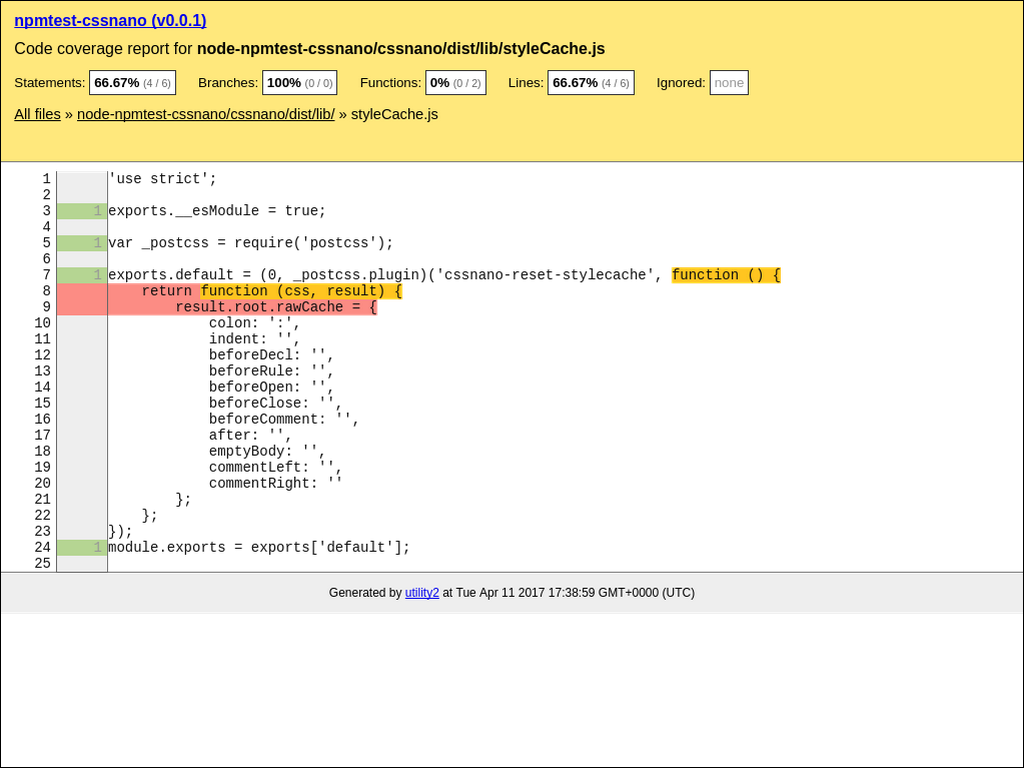 npmtest-cssnano (v0.0.1)
Code coverage report for node-npmtest-cssnano/cssnano/dist/lib/styleCache.js
Statements: 66.67% (4 / 6) Branches: 100% (0 / 0) Functions: 0% (0 / 2) Lines: 66.67% (4 / 6) Ignored: none
All files » node-npmtest-cssnano/cssnano/dist/lib/ » styleCache.js
1 'use strict';
2
3 1 exports.__esModule = true;
4
5 1 var _postcss = require('postcss');
6
7 1 exports.default = (0, _postcss.plugin)('cssnano-reset-stylecache', function () {
8     return function (css, result) {
9         result.root.rawCache = {
10             colon: ':',
11             indent: '',
12             beforeDecl: '',
13             beforeRule: '',
14             beforeOpen: '',
15             beforeClose: '',
16             beforeComment: '',
17             after: '',
18             emptyBody: '',
19             commentLeft: '',
20             commentRight: ''
21         };
22     };
23 });
24 1 module.exports = exports['default'];
25
Generated by utility2 at Tue Apr 11 2017 17:38:59 GMT+0000 (UTC)